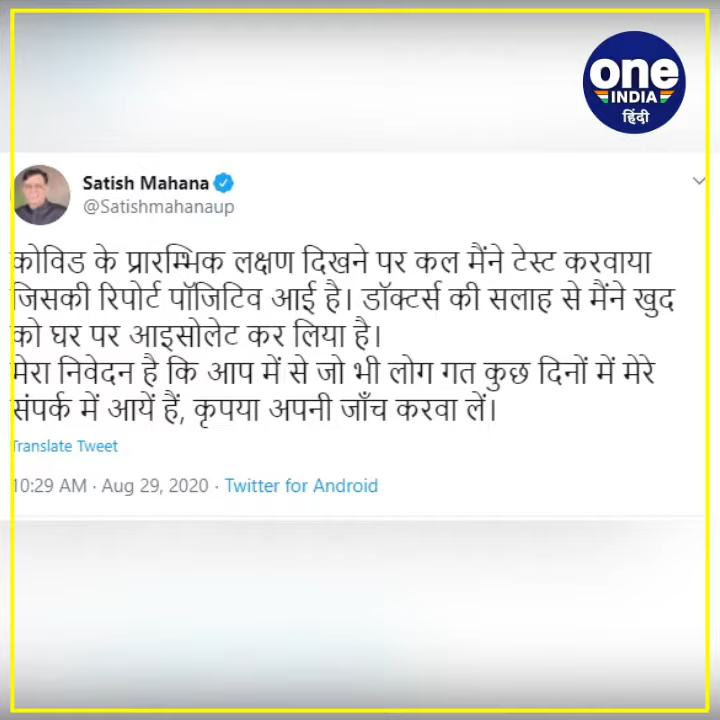 one
INDIA
हिंदी
Satish Mahana
@Satishmahanaup
कोविड के प्रारम्भिक लक्षण दिखने पर कल मैंने टेस्ट करवाया
जिसकी रिपोर्ट पॉजिटिव आई है। डॉक्टर्स की सलाह से मैंने खुद
को घर पर आइसोलेट कर लिया है।
मेरा निवेदन है कि आप में से जो भी लोग गत कुछ दिनों में मेरे
संपर्क में आयें हैं, कृपया अपनी जाँच करवा लें।
Translate Tweet
10:29 AM · Aug 29, 2020 · Twitter for Android